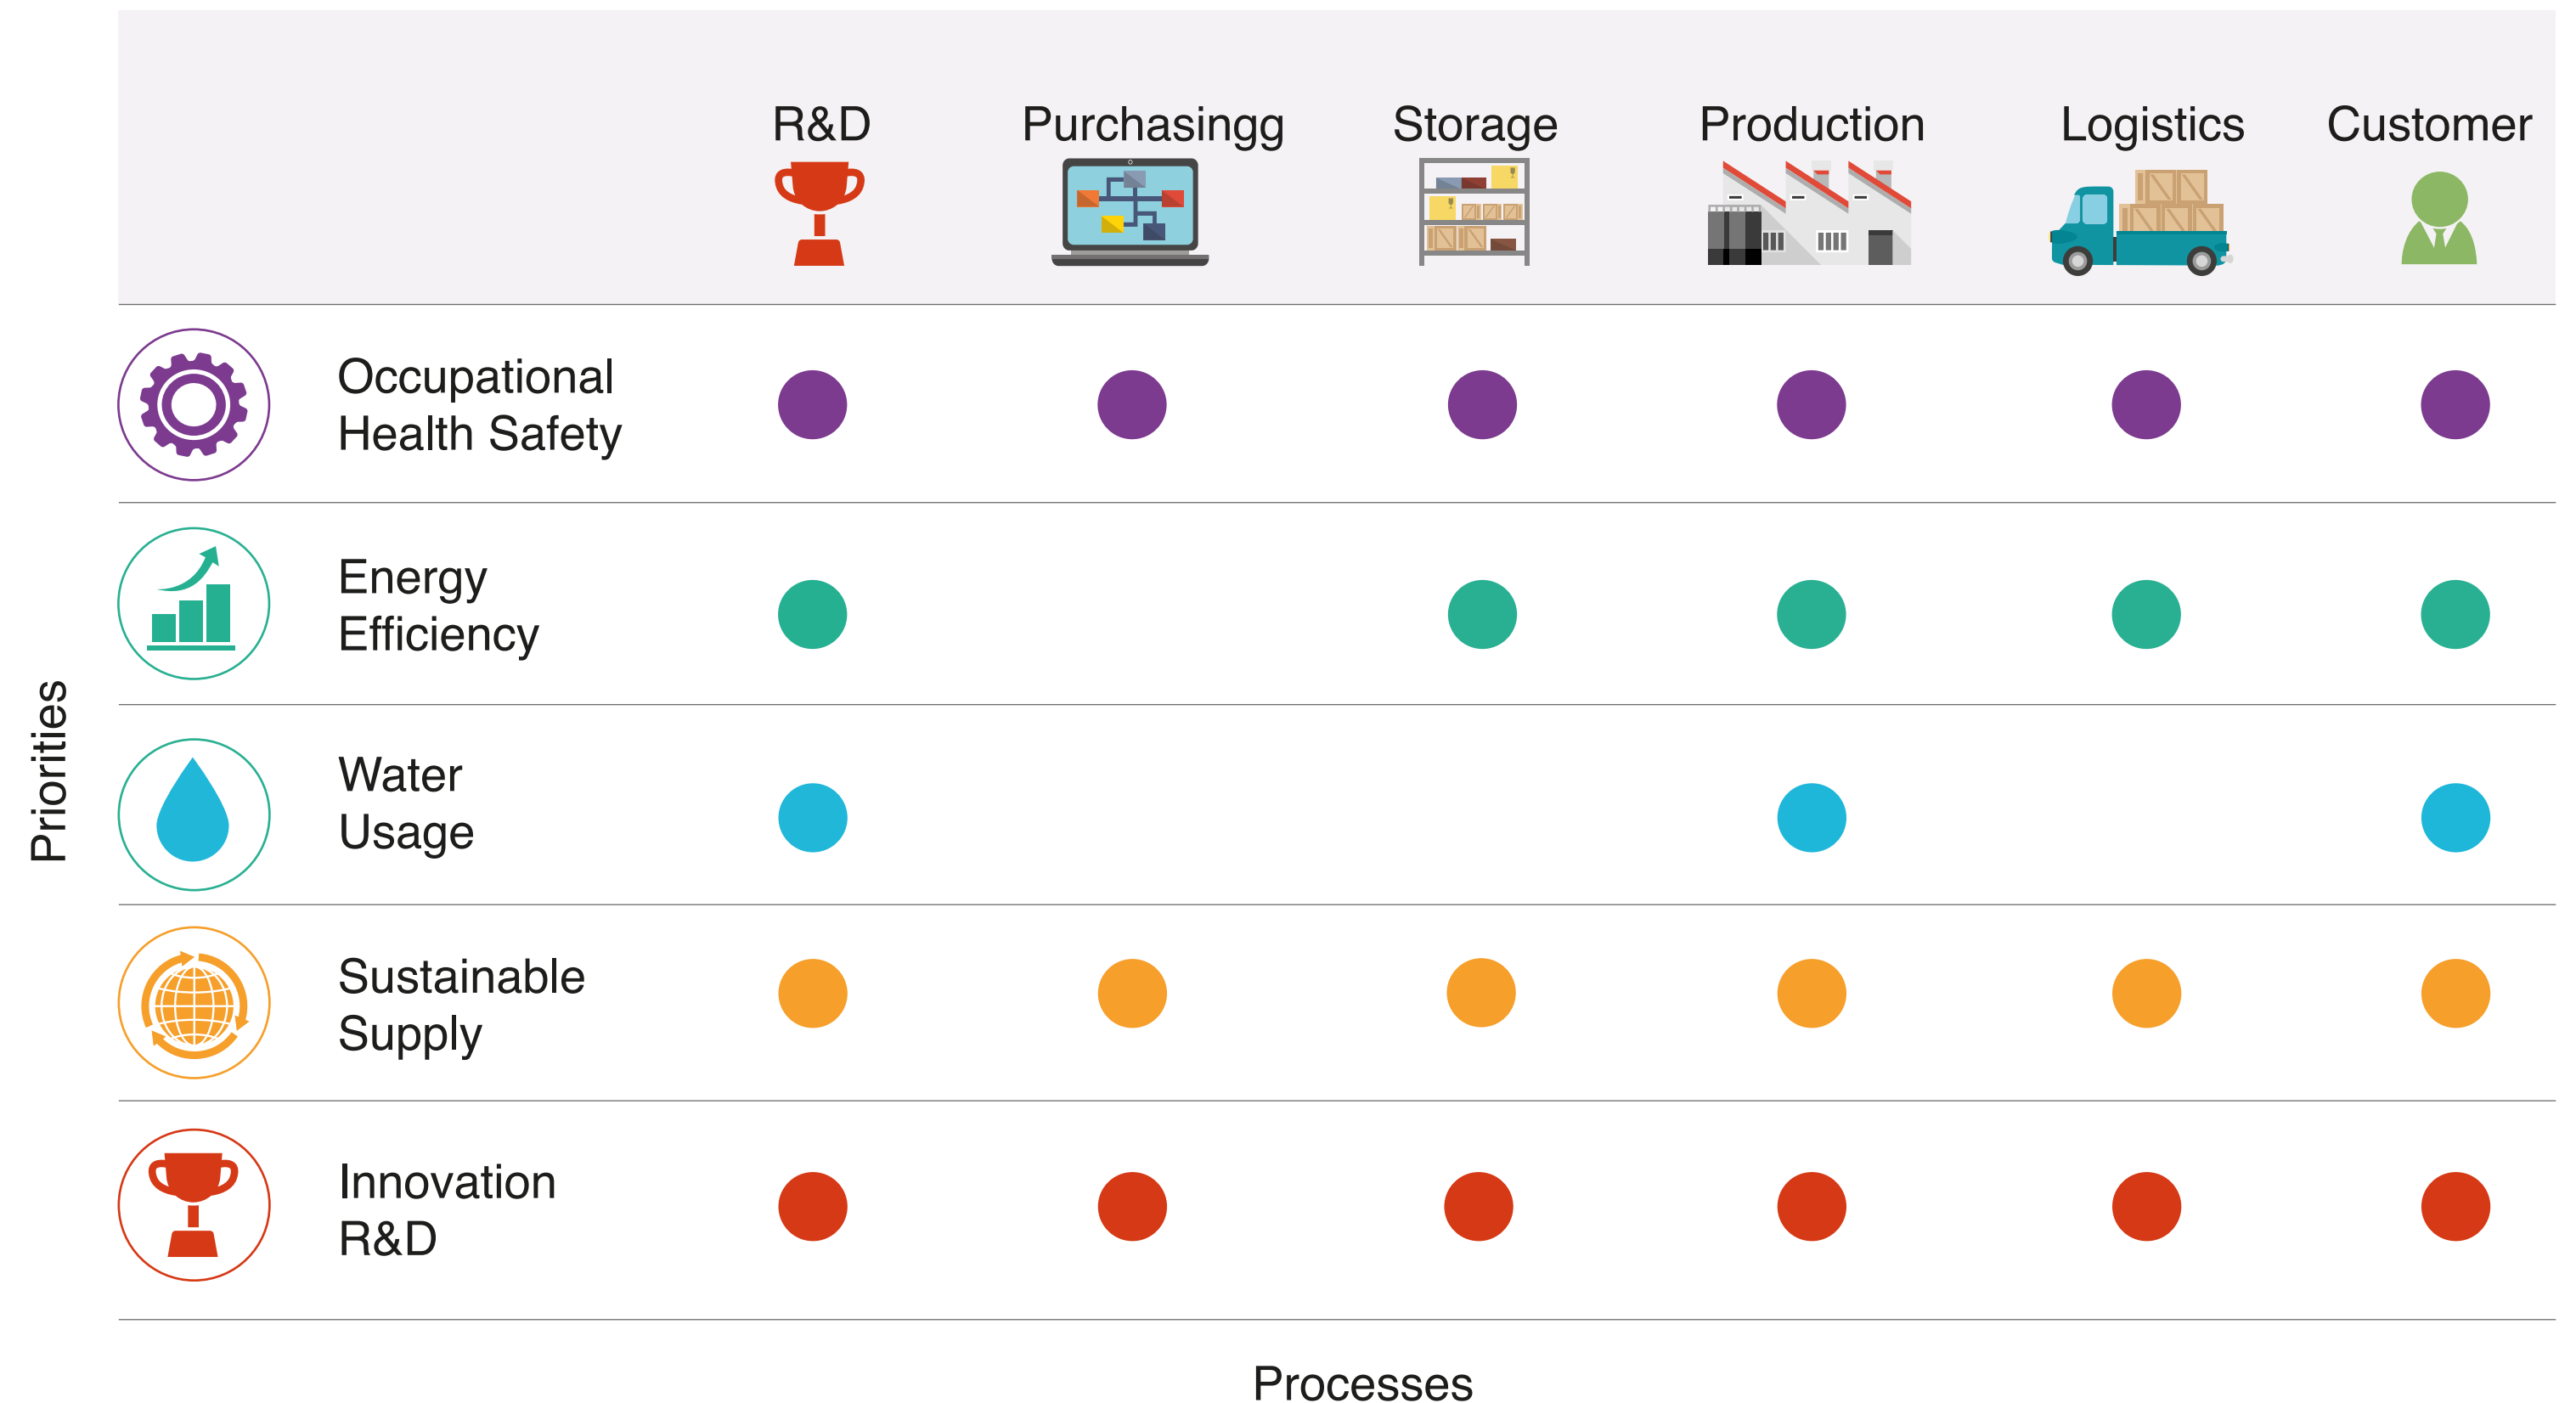 R&D
Purchasingg
Storage
Production
Logistics
Customer
Priorities
Occupational
Health Safety
Energy
Efficiency
Water
Usage
Sustainable
Supply
Innovation
R&D
Processes